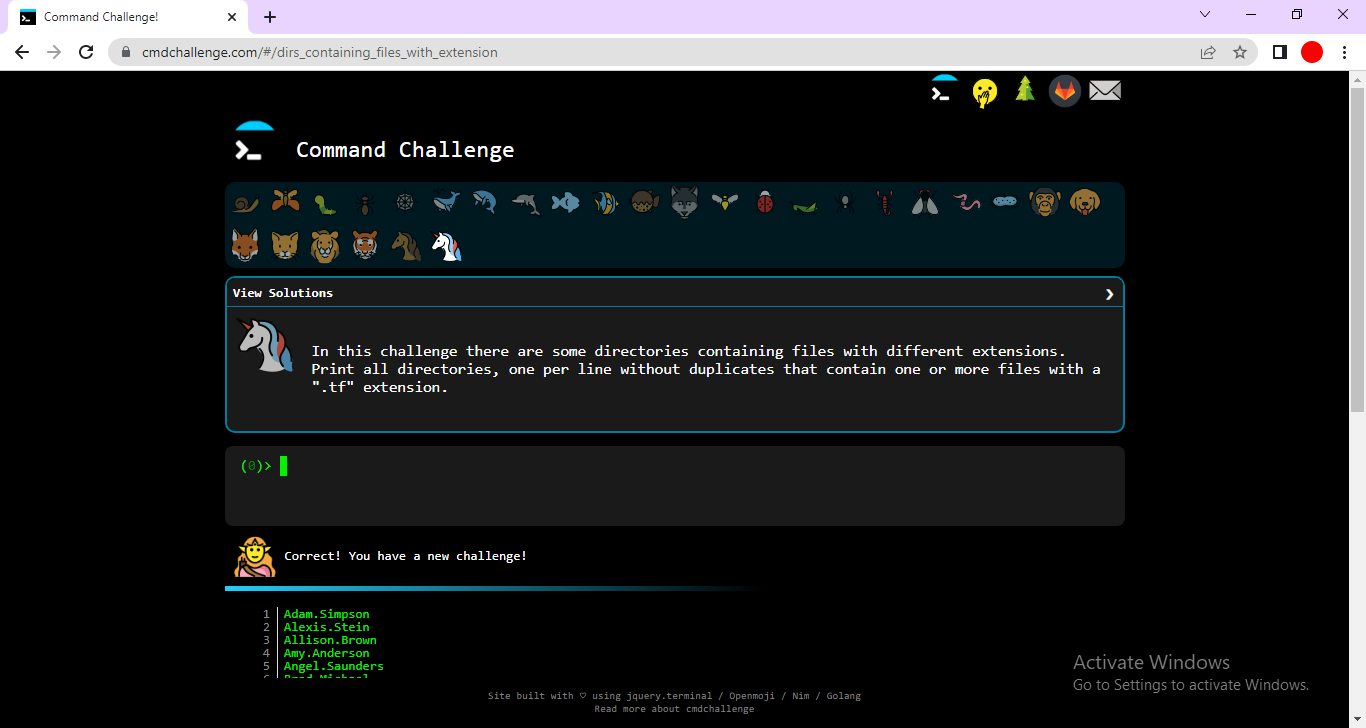 Command Challenge!
cmdchallenge.com/#/dirs_containing_files_with_extension
Command Challenge
View Solutions
In this challenge there are some directories containing files with different extensions.
Print all directories, one per line without duplicates that contain one or more files with a
".tf" extension.
(0)>
Correct! You have a new challenge!
1 Adam.Simpson
2 Alexis.Stein
3 Allison.Brown
4 Amy.Anderson
5 Angel.Saunders
Activate Windows
Go to Settings to activate Windows.
Site built with ♡ using jquery.terminal / Openmoji / Nim / Golang
Read more about cmdchallenge